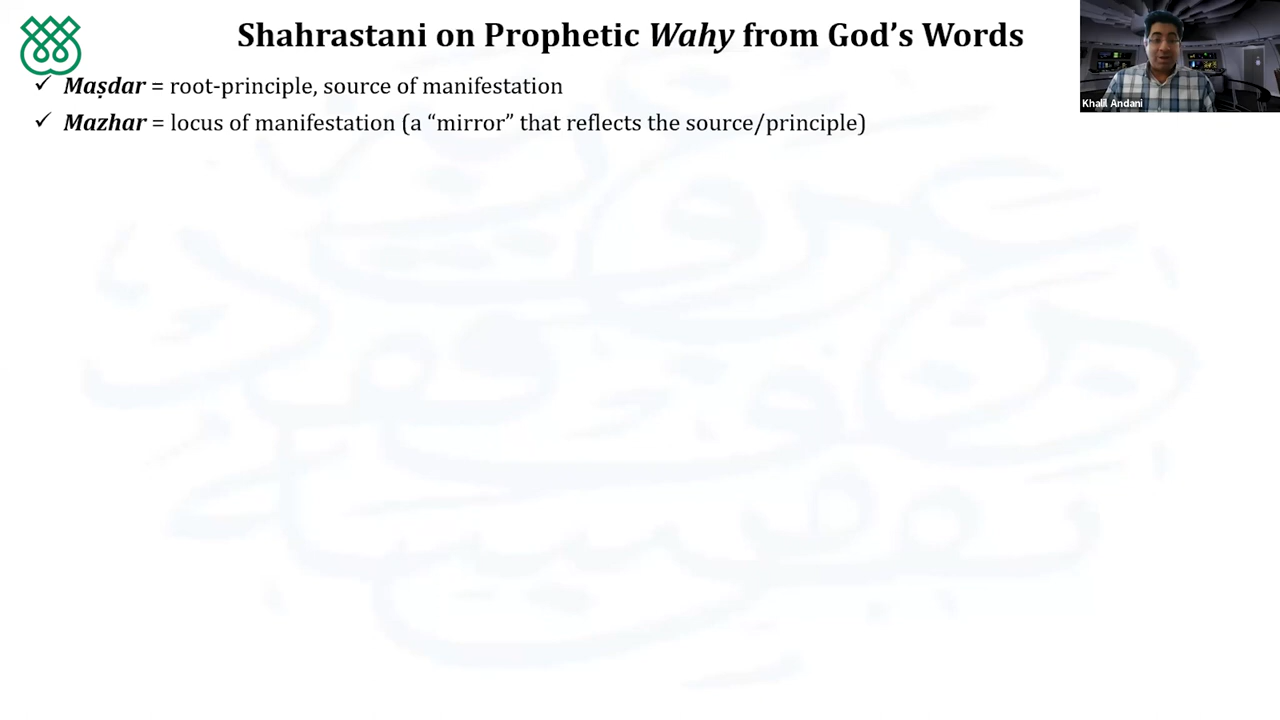 Shahrastani on Prophetic Wahy from God's Words
✓ Maṣdar = root-principle, source of manifestation
✓ Mazhar = locus of manifestation (a “mirror” that reflects the source/principle)
Khalil Andani